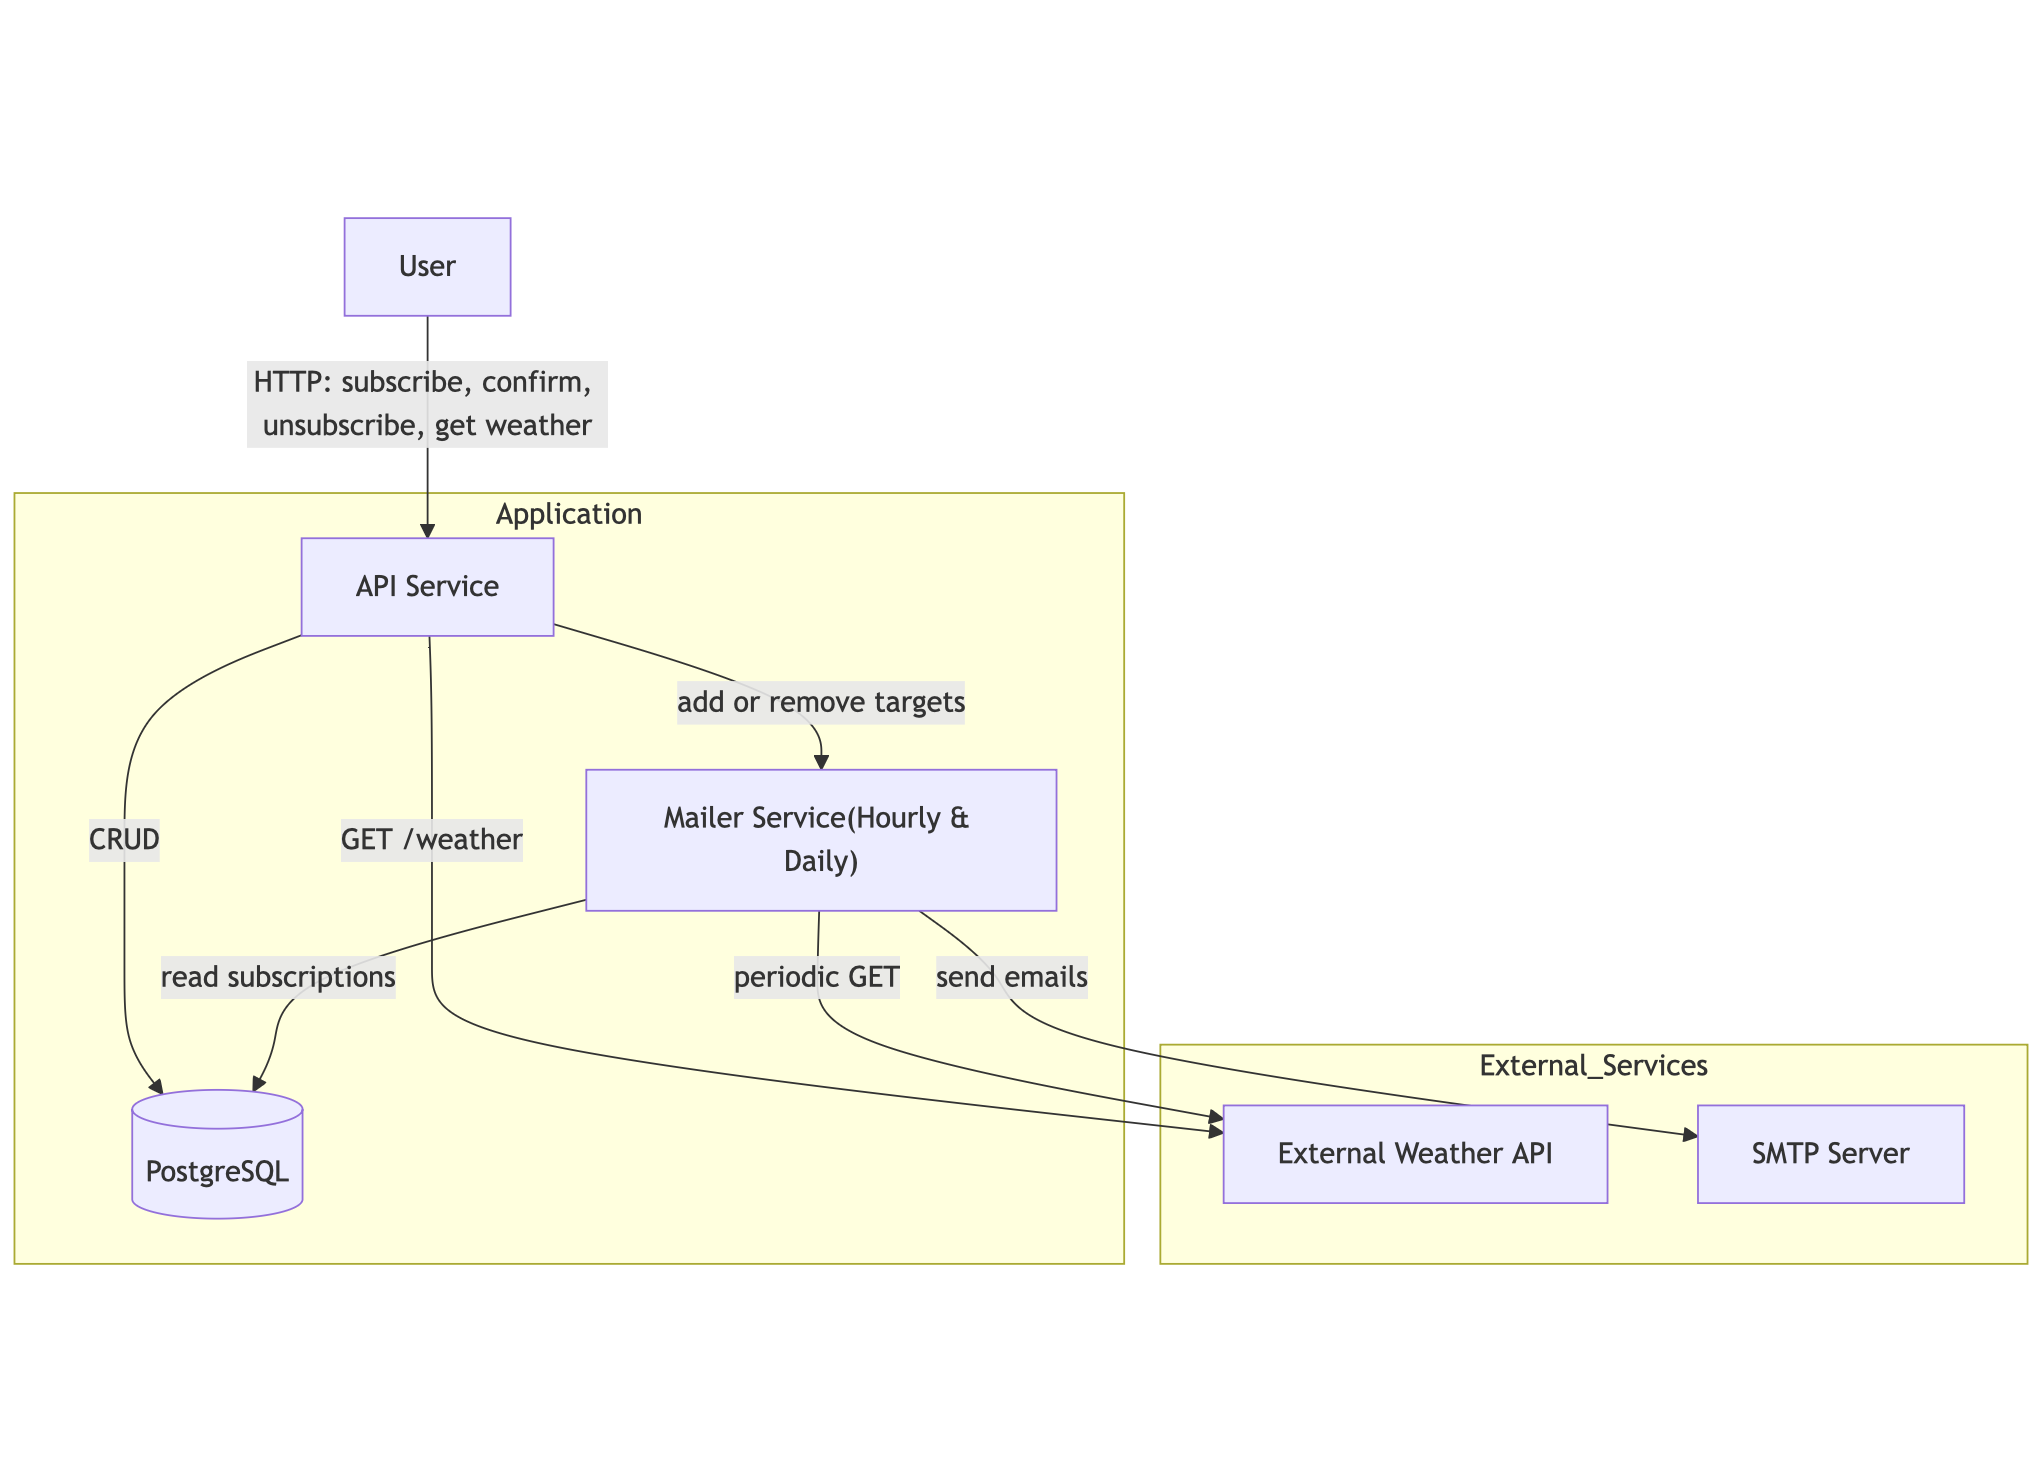 User
HTTP: subscribe, confirm,
unsubscribe, get weather
Application
API Service
add or remove targets
Mailer Service(Hourly &
Daily)
CRUD
GET /weather
read subscriptions
periodic GET
send emails
External_Services
PostgreSQL
External Weather API
SMTP Server